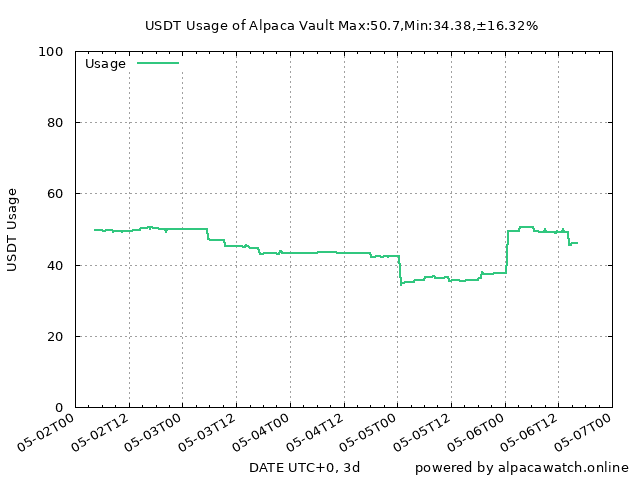 USDT Usage of Alpaca Vault Max:50.7,Min:34.38,±16.32%
Usage
100
80
60
40
20
0
USDT Usage
05-02T00
05-02T12
05-03T00
05-03T12
05-04T00
05-04T12
05-05T00
05-05T12
05-06T00
05-06T12
05-07T00
DATE UTC+0, 3d
powered by alpacawatch.online